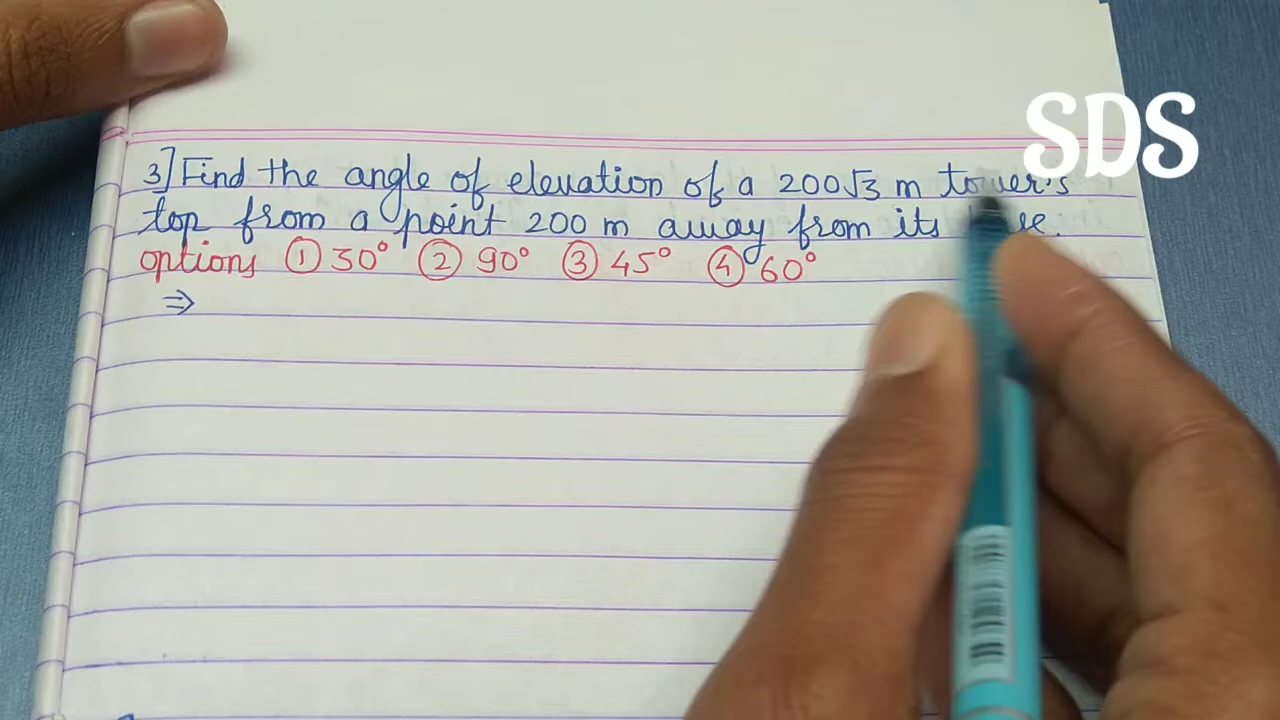 SDS
3] Find the angle of elevation of a 200√3 m tower's
top from a point 200 m away from its
options ① 30° ② 90° ③ 45° ④ 60°
⇒